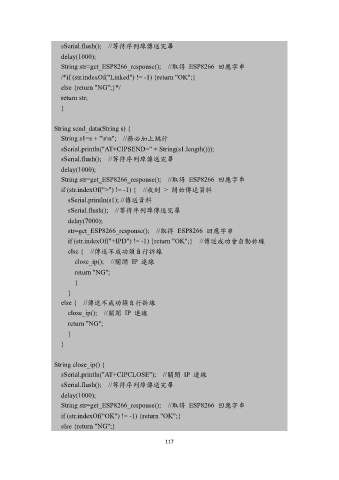 sSerial.flush();   //等待序列埠傳送完畢
delay(1000);
String str=get_ESP8266_response();   //取得 ESP8266 回應字串
/*if (str.indexOf("Linked") != -1) {return "OK";}
else {return "NG";}*/
return str;
}
String send_data(String s) {
String s1=s + "\r\n";   //務必加上跳行
sSerial.println("AT+CIPSEND=" + String(s1.length()));
sSerial.flush();   //等待序列埠傳送完畢
delay(1000);
String str=get_ESP8266_response();   //取得 ESP8266 回應字串
if (str.indexOf(">") != -1) {   //收到 > 開始傳送資料
sSerial.println(s1); //傳送資料
sSerial.flush();   //等待序列埠傳送完畢
delay(7000);
str=get_ESP8266_response();   //取得 ESP8266 回應字串
if (str.indexOf("+IPD") != -1) {return "OK";}   //傳送成功會自動拆線
else {   //傳送不成功須自行拆線
close_ip();   //關閉 IP 連線
return "NG";
}
}
else {   //傳送不成功須自行拆線
close_ip();   //關閉 IP 連線
return "NG";
}
}
String close_ip() {
sSerial.println("AT+CIPCLOSE");   //關閉 IP 連線
sSerial.flush();   //等待序列埠傳送完畢
delay(1000);
String str=get_ESP8266_response();   //取得 ESP8266 回應字串
if (str.indexOf("OK") != -1) {return "OK";}
else {return "NG";}
117